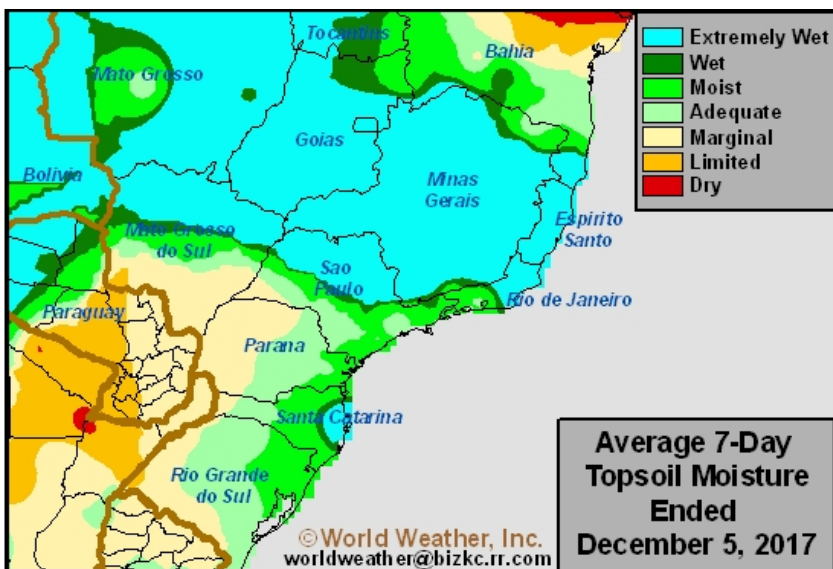 Tocantins
Bahia
Mato Grosso
Goias
Bolivia
Minas
Gerais
Espirito
Santo
Mato Grosso
do Sul
Sao
Paulo
Rio de Janeiro
Paraguay
Parana
Santa Catarina
Rio Grande
do Sul
Extremely Wet
Wet
Moist
Adequate
Marginal
Limited
Dry
Average 7-Day
Topsoil Moisture
Ended
December 5, 2017
©World Weather, Inc.
worldweather@bizkc.rr.com